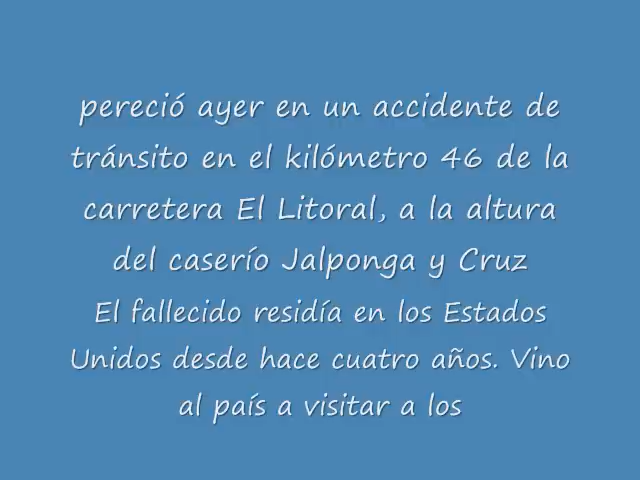 pereció ayer en un accidente de
tránsito en el kilómetro 46 de la
carretera El Litoral, a la altura
del caserío Jalponga y Cruz
El fallecido residía en los Estados
Unidos desde hace cuatro años. Vino
al país a visitar a los